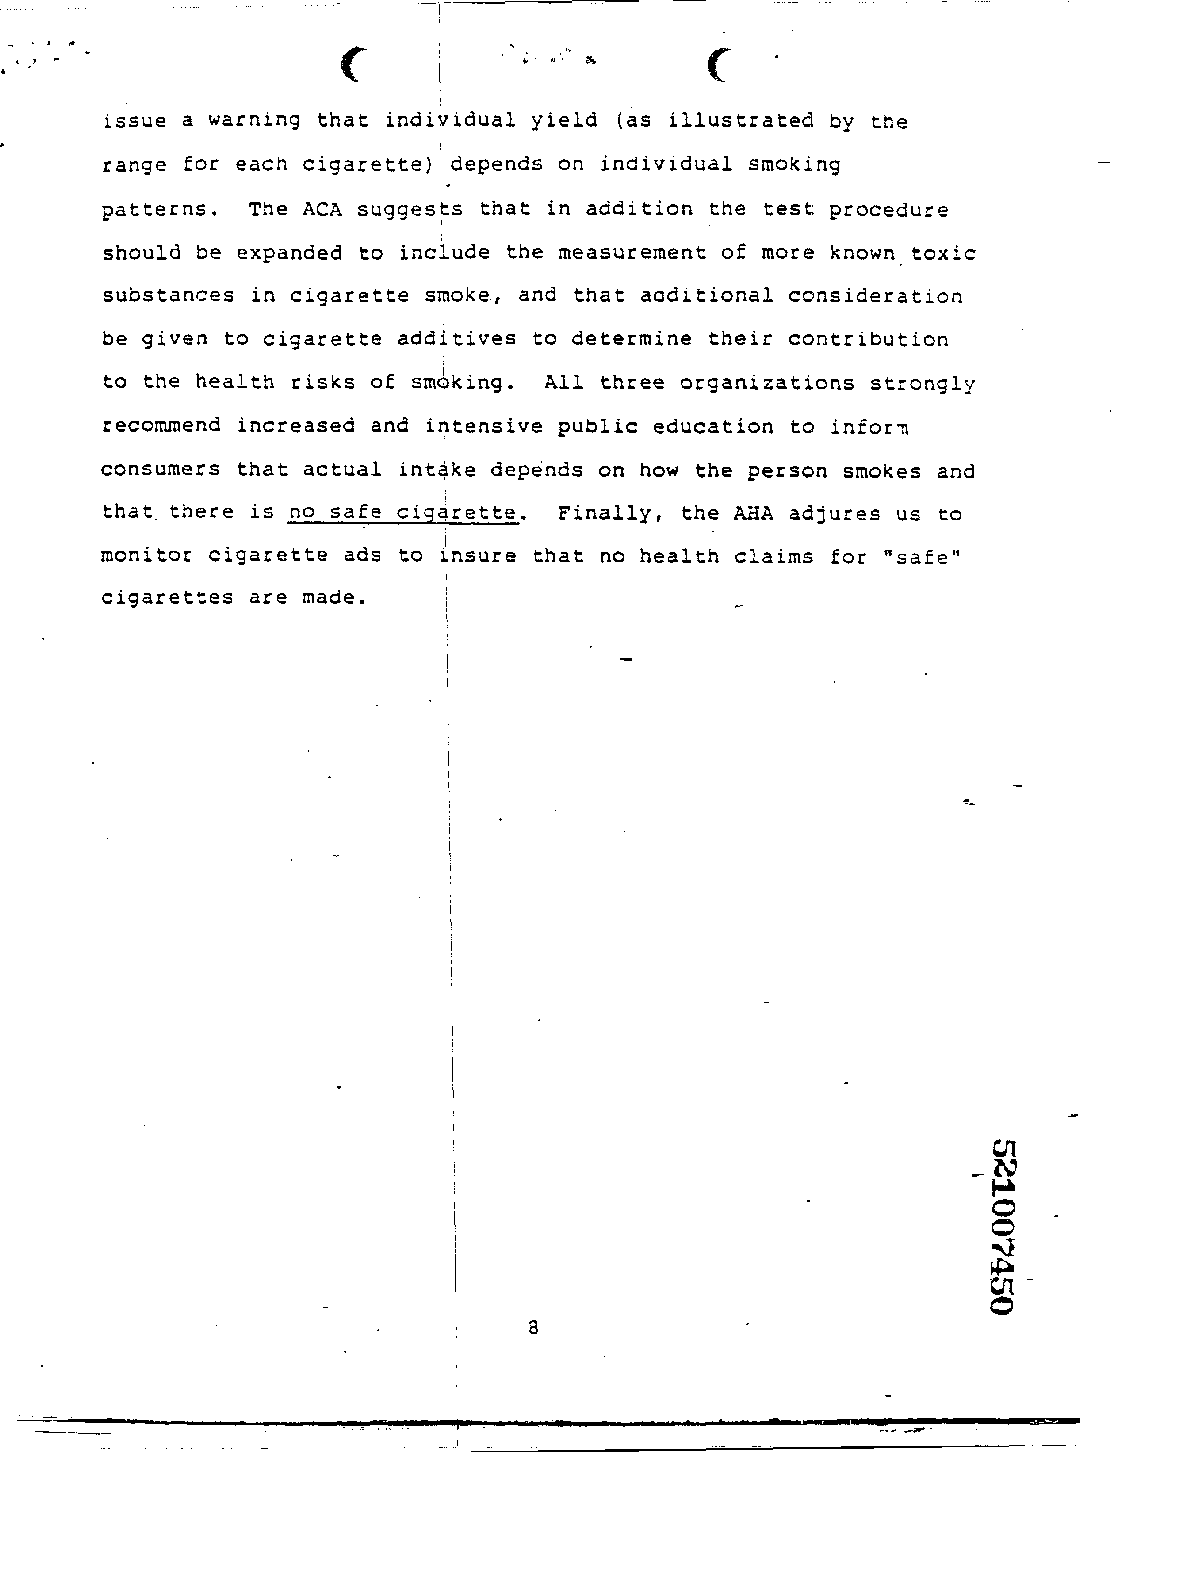 issue a warning that individual yield (as illustrated by the
range for each cigarette) depends on individual smoking
patterns. The ACA suggests that in addition the test procedure
should be expanded to include the measurement of more known toxic
substances in cigarette smoke, and that additional consideration
be given to cigarette additives to determine their contribution
to the health risks of smoking. All three organizations strongly
recommend increased and intensive public education to inform
consumers that actual intake depends on how the person smokes and
that there is no safe cigarette. Finally, the AHA adjures us to
monitor cigarette ads to insure that no health claims for "safe"
cigarettes are made.
521007450
8